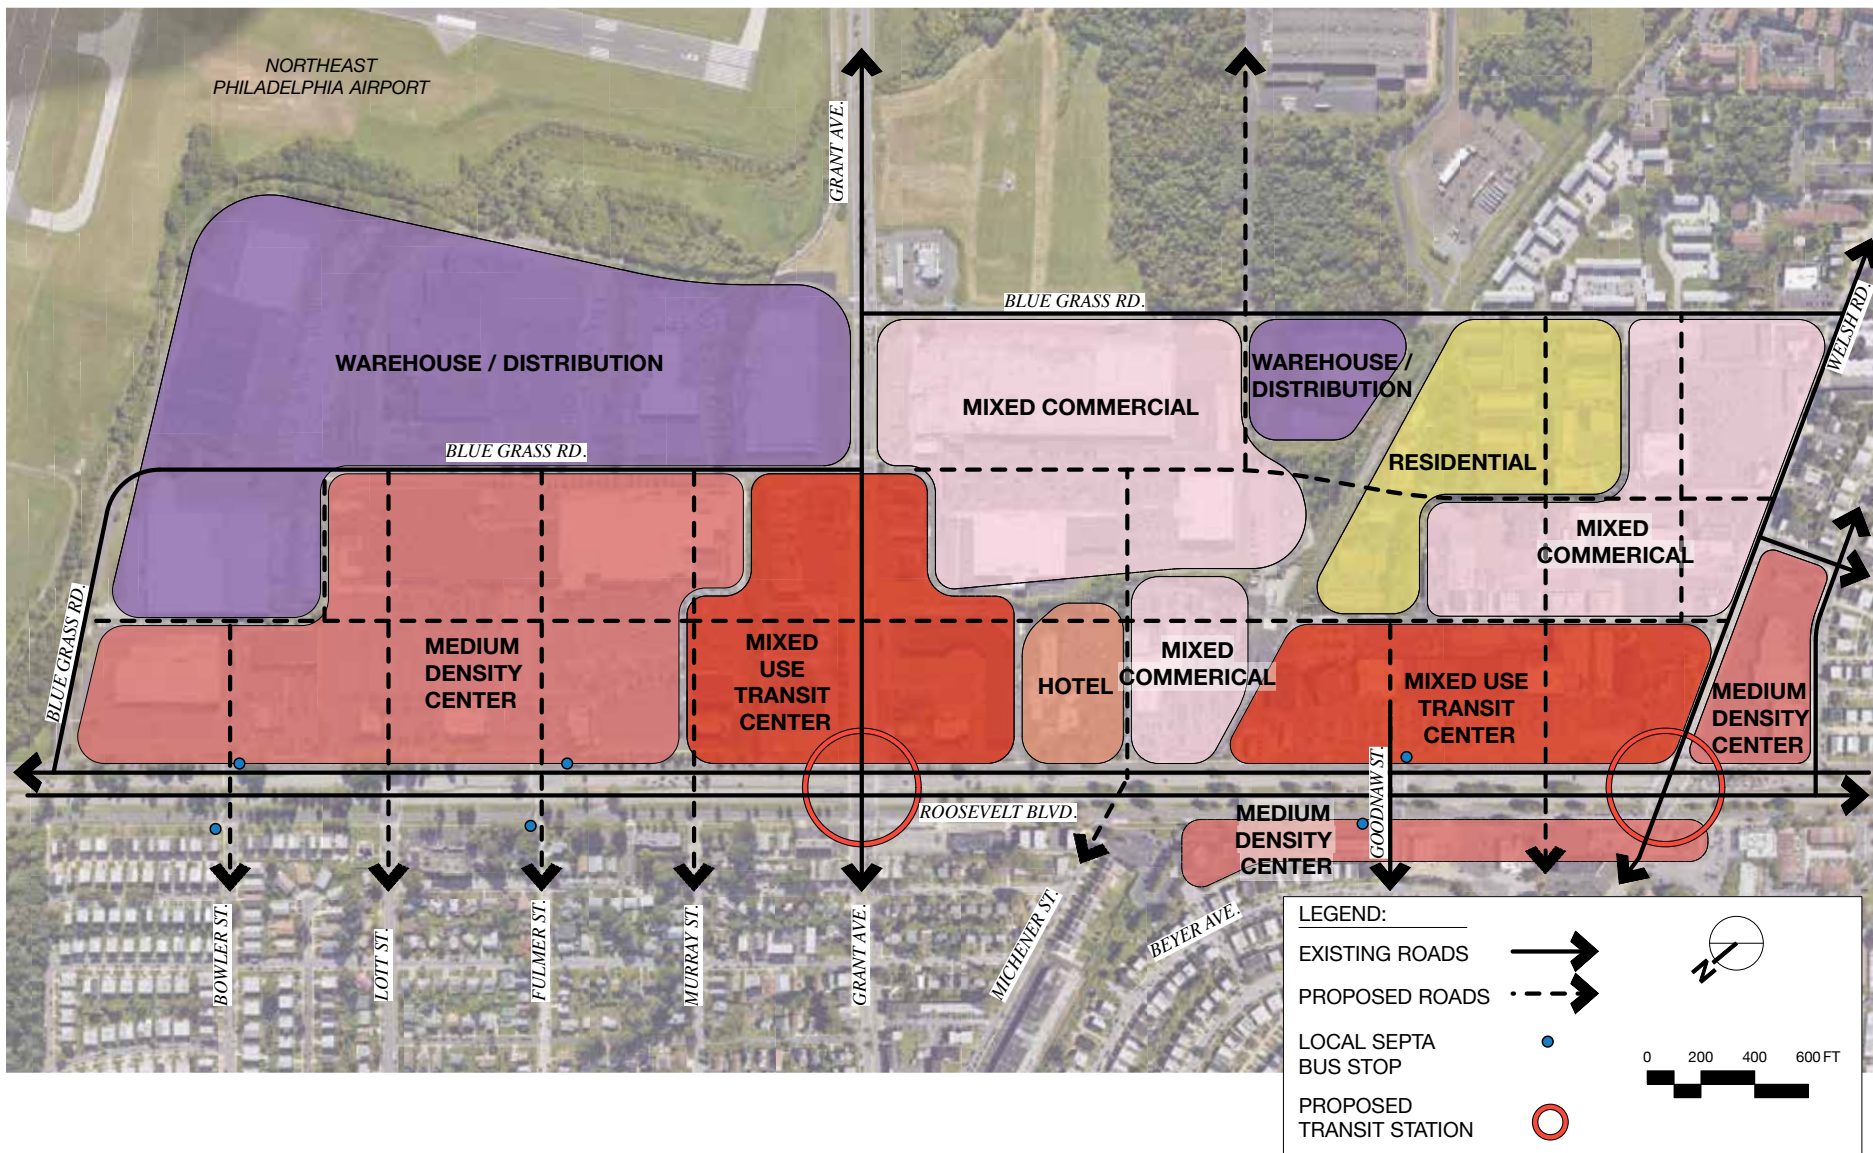 NORTHEAST
PHILADELPHIA AIRPORT
GRANT AVE.
BLUE GRASS RD.
WELSH RD.
WAREHOUSE / DISTRIBUTION
MIXED COMMERCIAL
WAREHOUSE /
DISTRIBUTION
RESIDENTIAL
BLUE GRASS RD.
MIXED
COMMERICAL
BLUE GRASS RD.
MEDIUM
DENSITY
CENTER
MIXED
USE
TRANSIT
CENTER
HOTEL
MIXED
COMMERICAL
MIXED USE
TRANSIT
CENTER
MEDIUM
DENSITY
CENTER
ROOSEVELT BLVD.
MEDIUM
DENSITY
CENTER
GOODNAW ST.
BOWLER ST.
LOTT ST.
FULMER ST.
MURRAY ST.
GRANT AVE.
MICHENER ST.
BEYER AVE.
LEGEND:
EXISTING ROADS
PROPOSED ROADS
LOCAL SEPTA
BUS STOP
PROPOSED
TRANSIT STATION
N
0 200 400 600 FT